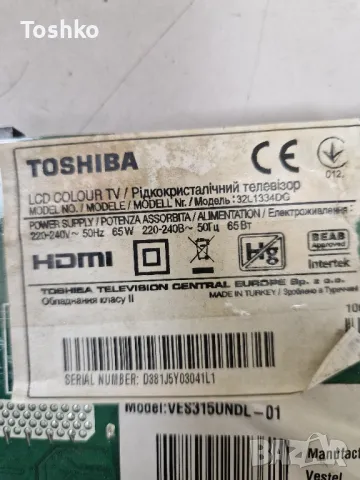 Toshko
TOSHIBA
CE
012
LCD COLOUR TV / Рідкокристалічний телевізор
MODEL NO. / MODELE / MODELL Nr. / Модель : 32L1334DG
POWER SUPPLY / POTENZA ASSORBITA / ALIMENTATION / Електроживлення:
220-240V~ 50Hz 65W 220-240В~ 50Гц 65Вт
HDMI
Hg
BEAB
Approved
Intertek
TOSHIBA TELEVISION CENTRAL EUROPE Sp. z o.o.
Обладнання класу II
MADE IN TURKEY / Зроблено в Туреччині
SERIAL NUMBER: D381J5Y03041L1
Model:VES315UNDL-01
Vestel
bazar